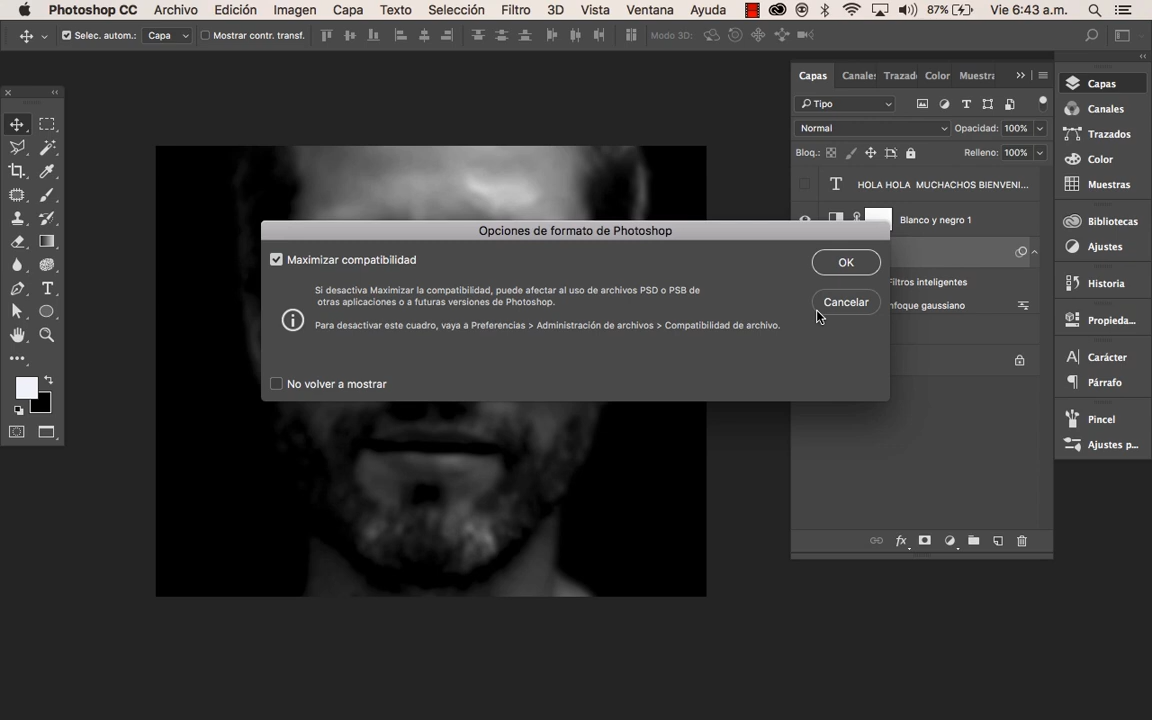 Photoshop CC Archivo Edición Imagen Capa Texto Selección Filtro 3D Vista Ventana Ayuda 87% Vie 6:43 a.m.
Selec. autom.: Capa Mostrar contr. transf. Modo 3D:
Capas Canales Trazado Color Muestra
Capas
Tipo
Canales
Normal Opacidad: 100%
Trazados
Bloq.: Relleno: 100%
Color
HOLA HOLA MUCHACHOS BIENVENI...
Muestras
Blanco y negro 1
Bibliotecas
Opciones de formato de Photoshop
Ajustes
Maximizar compatibilidad
OK
Si desactiva Maximizar la compatibilidad, puede afectar al uso de archivos PSD o PSB de
otras aplicaciones o a futuras versiones de Photoshop.
Cancelar
Para desactivar este cuadro, vaya a Preferencias > Administración de archivos > Compatibilidad de archivo.
No volver a mostrar
Filtros inteligentes
nfoque gaussiano
Historia
Propieda...
Carácter
Párrafo
Pincel
Ajustes p...